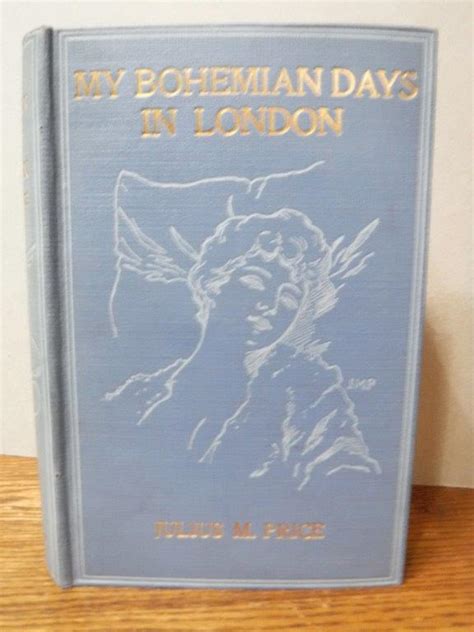 MY BOHEMIAN DAYS
IN LONDON
JMP
JULIUS M. PRICE